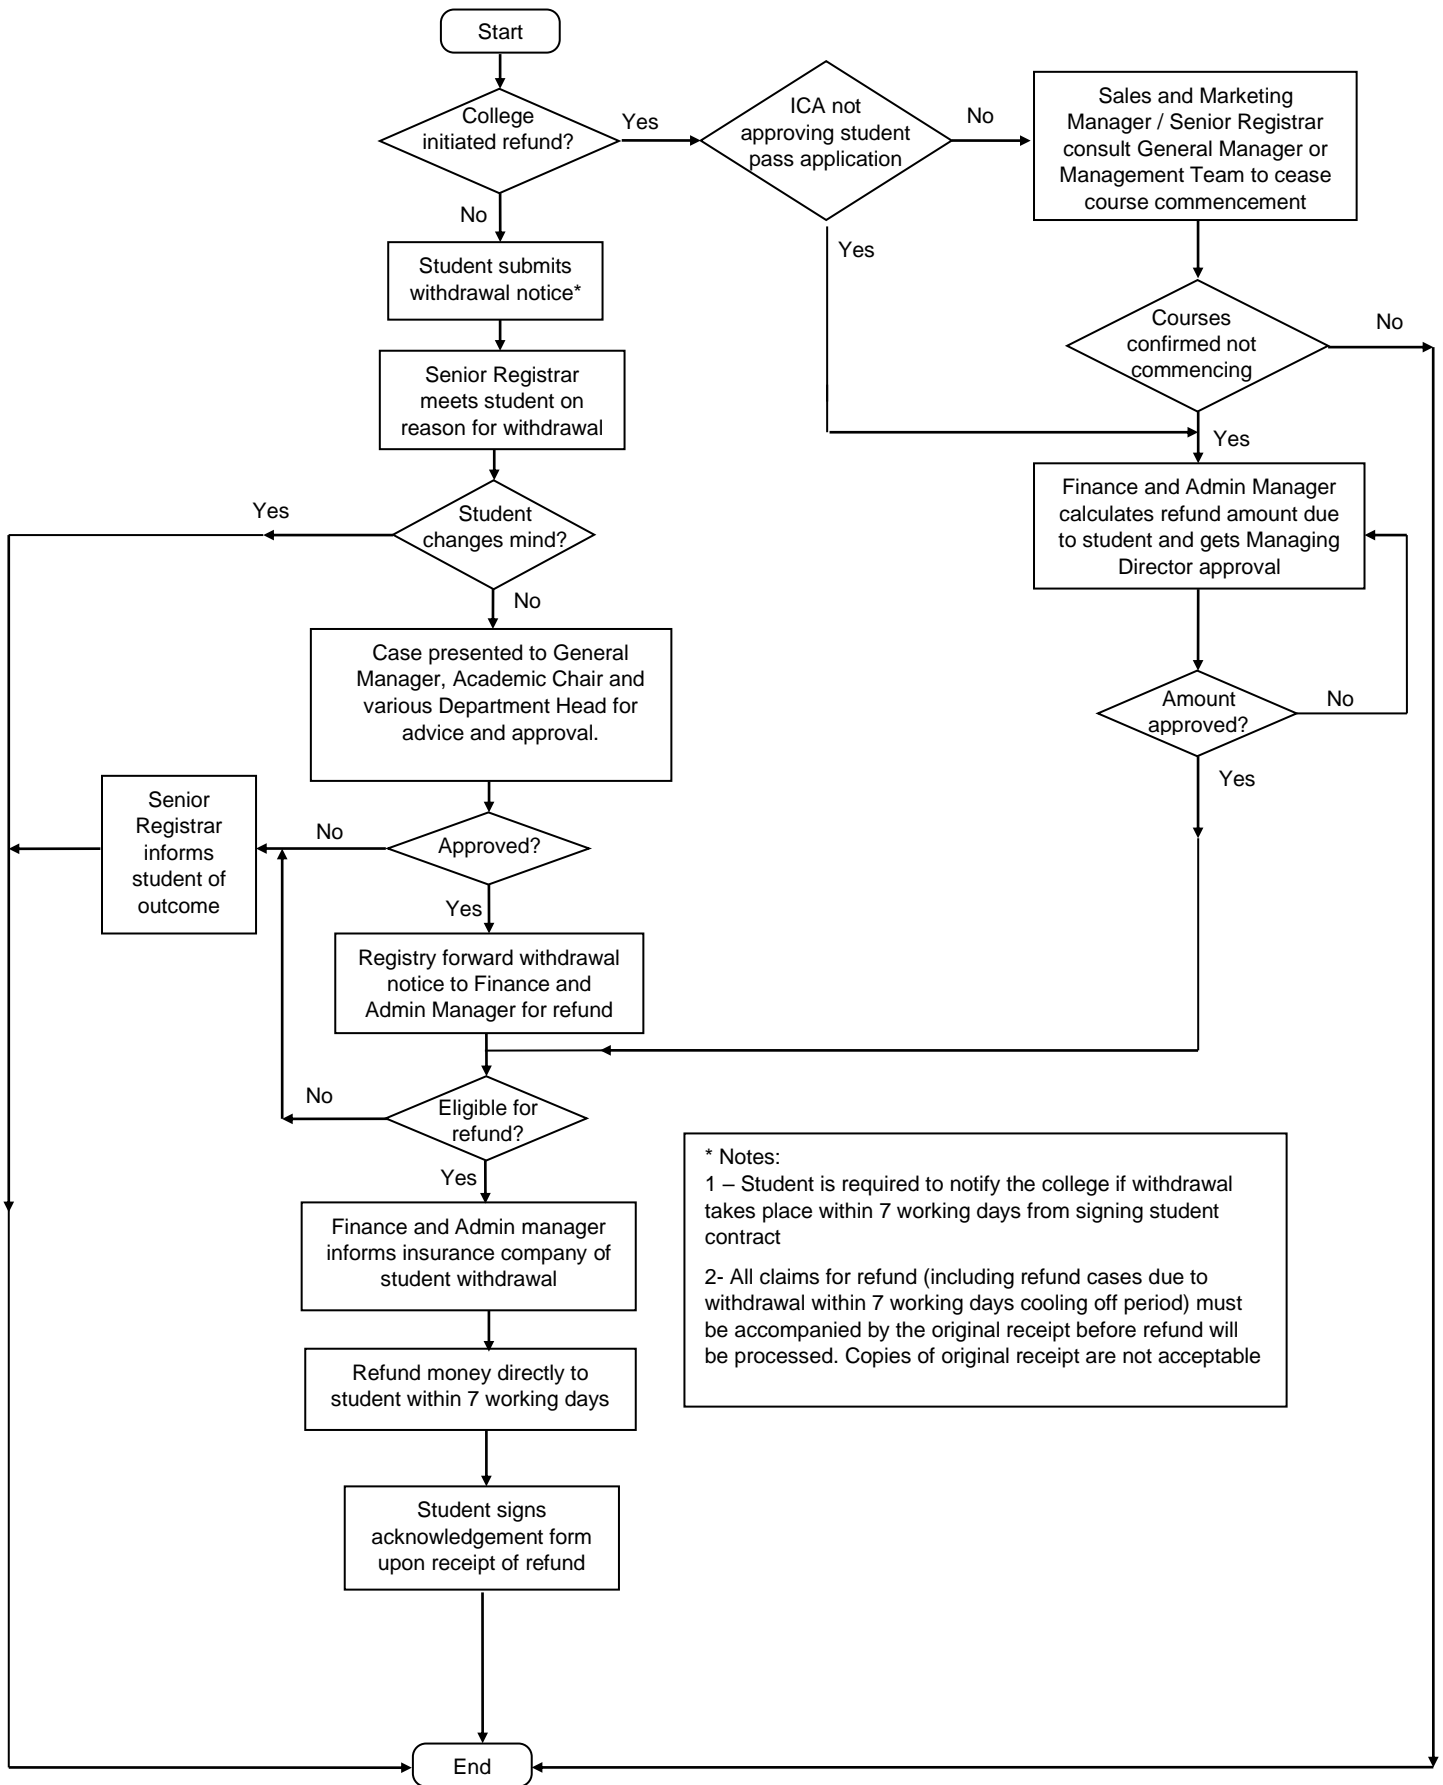 Start
College
initiated refund?
Yes
ICA not
approving student
pass application
No
Sales and Marketing
Manager / Senior Registrar
consult General Manager or
Management Team to cease
course commencement
No
Yes
Student submits
withdrawal notice*
Courses
confirmed not
commencing
No
Senior Registrar
meets student on
reason for withdrawal
Yes
Finance and Admin Manager
calculates refund amount due
to student and gets Managing
Director approval
Yes
Student
changes mind?
No
Case presented to General
Manager, Academic Chair and
various Department Head for
advice and approval.
Amount
approved?
No
Yes
Senior
Registrar
informs
student of
outcome
No
Approved?
Yes
Registry forward withdrawal
notice to Finance and
Admin Manager for refund
No
Eligible for
refund?
Yes
* Notes:
1 – Student is required to notify the college if withdrawal
takes place within 7 working days from signing student
contract
2- All claims for refund (including refund cases due to
withdrawal within 7 working days cooling off period) must
be accompanied by the original receipt before refund will
be processed. Copies of original receipt are not acceptable
Finance and Admin manager
informs insurance company of
student withdrawal
Refund money directly to
student within 7 working days
Student signs
acknowledgement form
upon receipt of refund
End